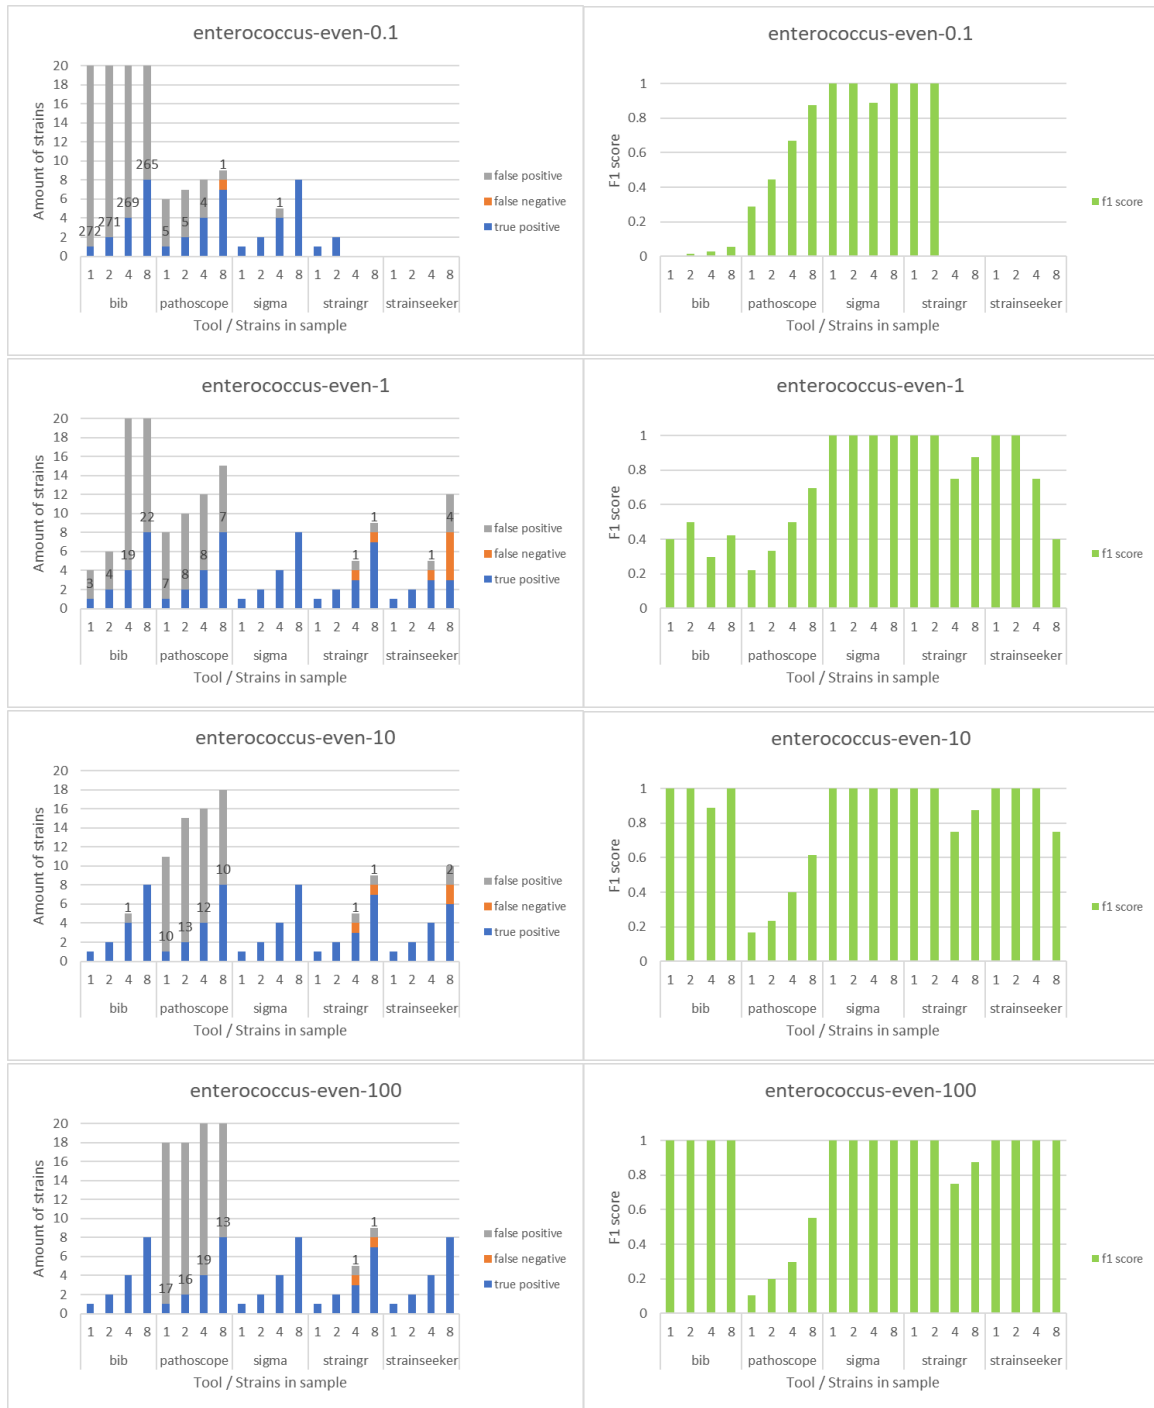 enterococcus-even-0.1
20
18
16
14
12
10
8
6
4
2
0
Amount of strains
272 271 269 265 5 5 4 1 1
1 2 4 8 1 2 4 8 1 2 4 8 1 2 4 8 1 2 4 8
bib pathoscope sigma straingr strainseeker
Tool / Strains in sample
false positive
false negative
true positive
enterococcus-even-0.1
1
0.8
0.6
0.4
0.2
0
F1 score
1 2 4 8 1 2 4 8 1 2 4 8 1 2 4 8 1 2 4 8
bib pathoscope sigma straingr strainseeker
Tool / Strains in sample
f1 score
enterococcus-even-1
20
18
16
14
12
10
8
6
4
2
0
Amount of strains
3 4 19 22 7 8 8 7 1 1 1 4
1 2 4 8 1 2 4 8 1 2 4 8 1 2 4 8 1 2 4 8
bib pathoscope sigma straingr strainseeker
Tool / Strains in sample
false positive
false negative
true positive
enterococcus-even-1
1
0.8
0.6
0.4
0.2
0
F1 score
1 2 4 8 1 2 4 8 1 2 4 8 1 2 4 8 1 2 4 8
bib pathoscope sigma straingr strainseeker
Tool / Strains in sample
f1 score
enterococcus-even-10
20
18
16
14
12
10
8
6
4
2
0
Amount of strains
1 10 13 12 10 1 1 2
1 2 4 8 1 2 4 8 1 2 4 8 1 2 4 8 1 2 4 8
bib pathoscope sigma straingr strainseeker
Tool / Strains in sample
false positive
false negative
true positive
enterococcus-even-10
1
0.8
0.6
0.4
0.2
0
F1 score
1 2 4 8 1 2 4 8 1 2 4 8 1 2 4 8 1 2 4 8
bib pathoscope sigma straingr strainseeker
Tool / Strains in sample
f1 score
enterococcus-even-100
20
18
16
14
12
10
8
6
4
2
0
Amount of strains
17 16 19 13 1 1
1 2 4 8 1 2 4 8 1 2 4 8 1 2 4 8 1 2 4 8
bib pathoscope sigma straingr strainseeker
Tool / Strains in sample
false positive
false negative
true positive
enterococcus-even-100
1
0.8
0.6
0.4
0.2
0
F1 score
1 2 4 8 1 2 4 8 1 2 4 8 1 2 4 8 1 2 4 8
bib pathoscope sigma straingr strainseeker
Tool / Strains in sample
f1 score